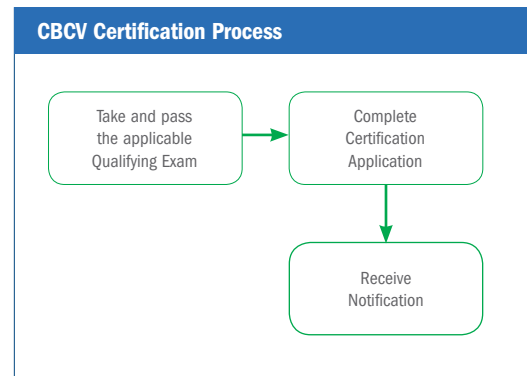 CBCV Certification Process
Take and pass
the applicable
Qualifying Exam
Complete
Certification
Application
Receive
Notification